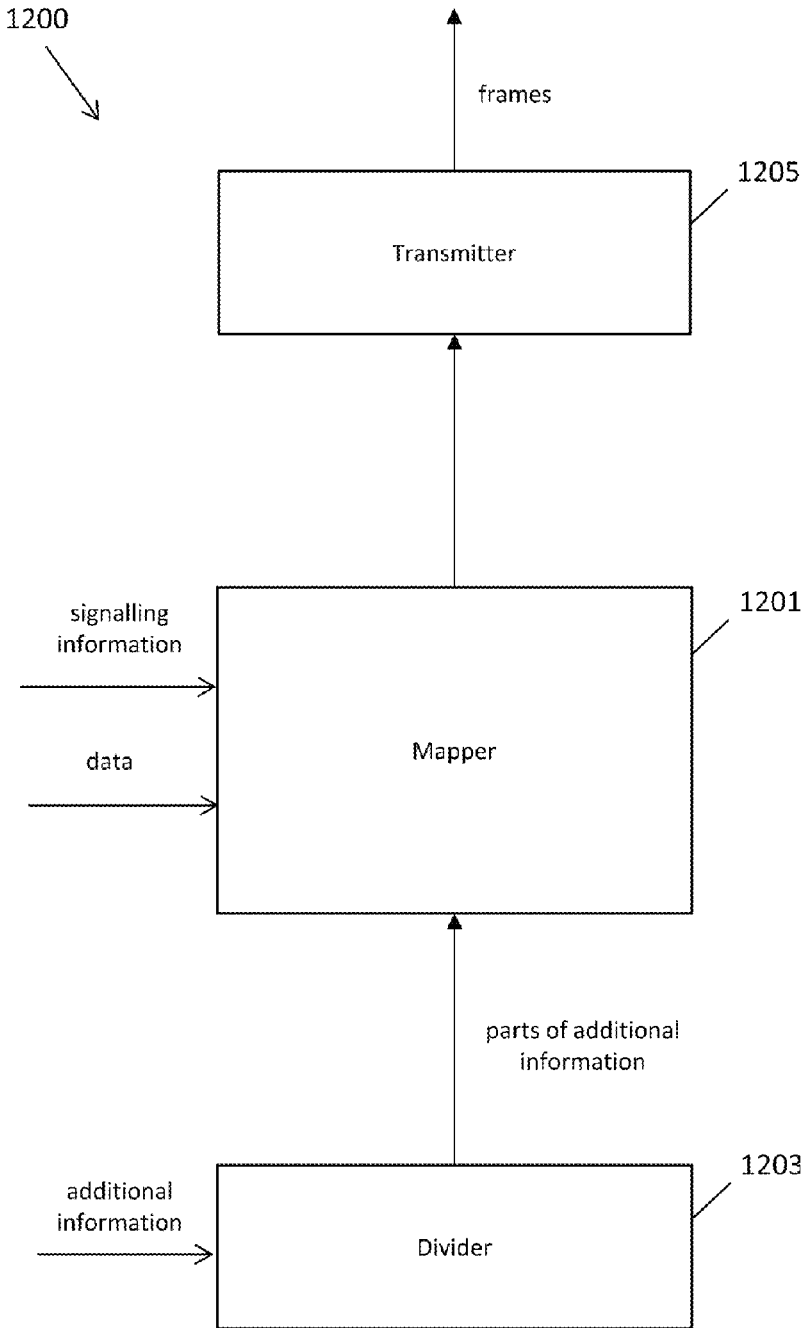 1200
frames
1205
Transmitter
1201
signalling
information
Mapper
data
parts of additional
information
1203
additional
information
Divider